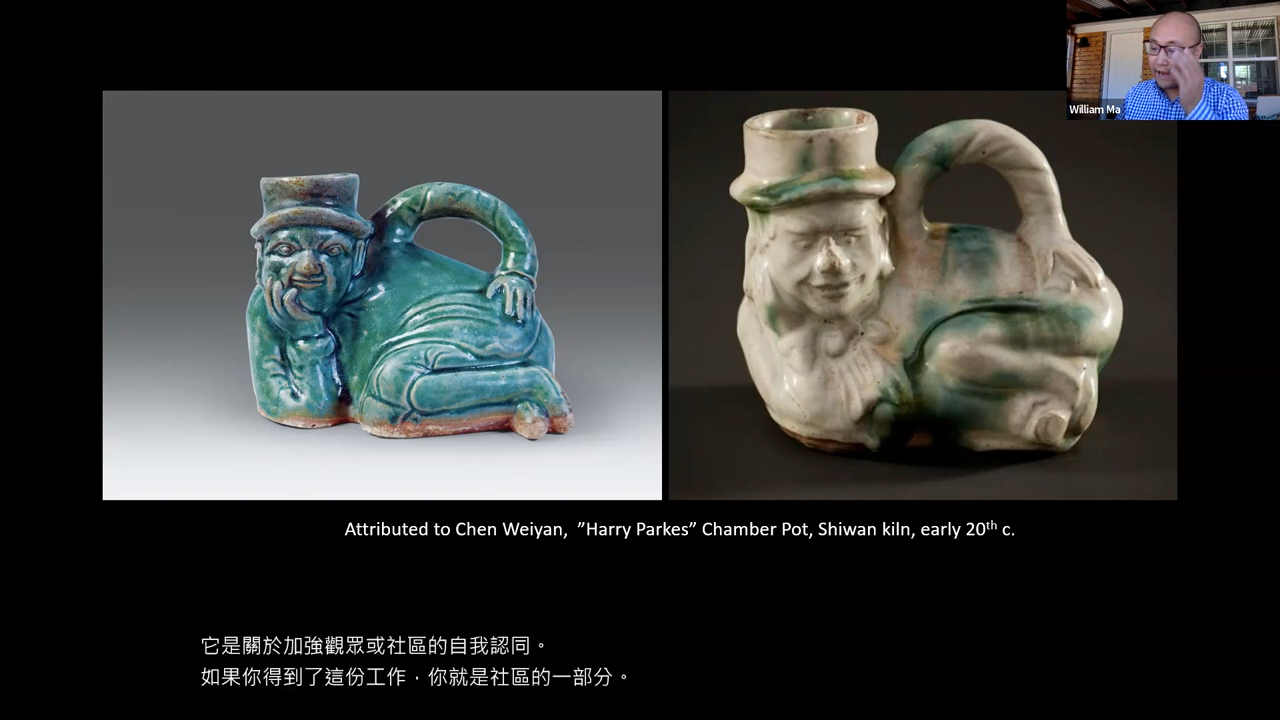 William Ma
Attributed to Chen Weiyan, ”Harry Parkes” Chamber Pot, Shiwan kiln, early 20th c.
它是關於加強觀眾或社區的自我認同。
如果你得到了這份工作，你就是社區的一部分。